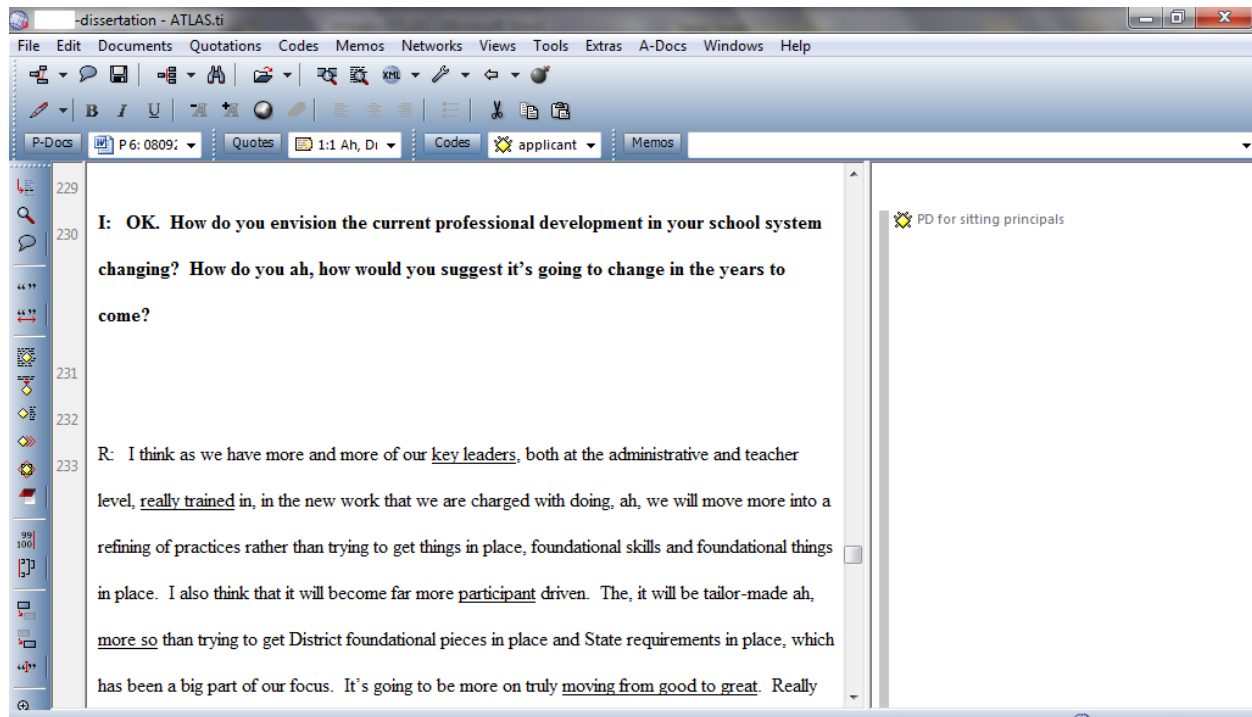 -dissertation - ATLAS.ti
File Edit Documents Quotations Codes Memos Networks Views Tools Extras A-Docs Windows Help
XML
B I U A A
P-Docs P 6: 08092 Quotes 1:1 Ah, Di Codes applicant Memos
229
I: OK. How do you envision the current professional development in your school system
PD for sitting principals
230
changing? How do you ah, how would you suggest it’s going to change in the years to
come?
231
232
R: I think as we have more and more of our key leaders, both at the administrative and teacher
233
level, really trained in, in the new work that we are charged with doing, ah, we will move more into a
refining of practices rather than trying to get things in place, foundational skills and foundational things
in place. I also think that it will become far more participant driven. The, it will be tailor-made ah,
more so than trying to get District foundational pieces in place and State requirements in place, which
has been a big part of our focus. It’s going to be more on truly moving from good to great. Really